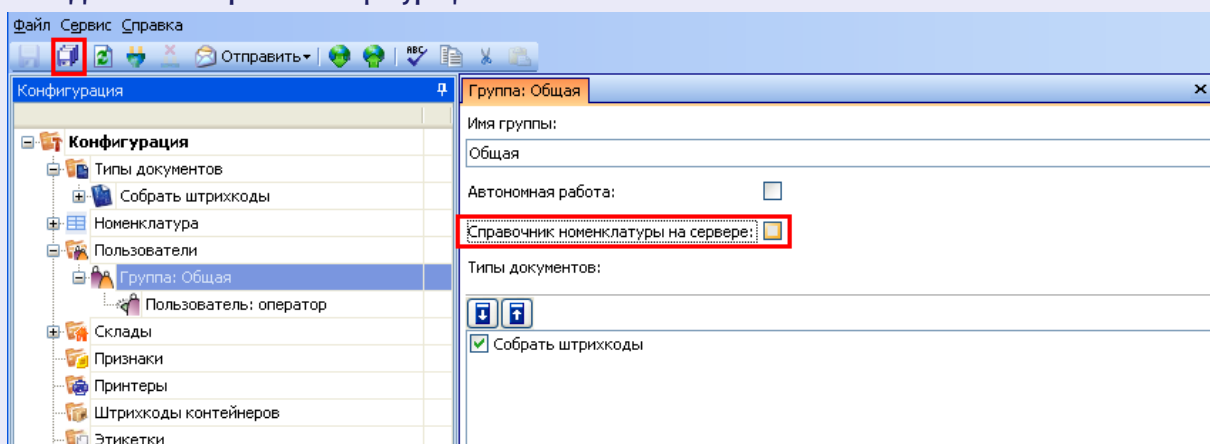 Файл Сервис Справка
Отправить
ABC
Конфигурация
Группа: Общая
Имя группы:
Конфигурация
Общая
Типы документов
Собрать штрихкоды
Автономная работа:
Номенклатура
Справочник номенклатуры на сервере:
Пользователи
Группа: Общая
Типы документов:
Пользователь: оператор
Склады
Собрать штрихкоды
Признаки
Принтеры
Штрихкоды контейнеров
Этикетки